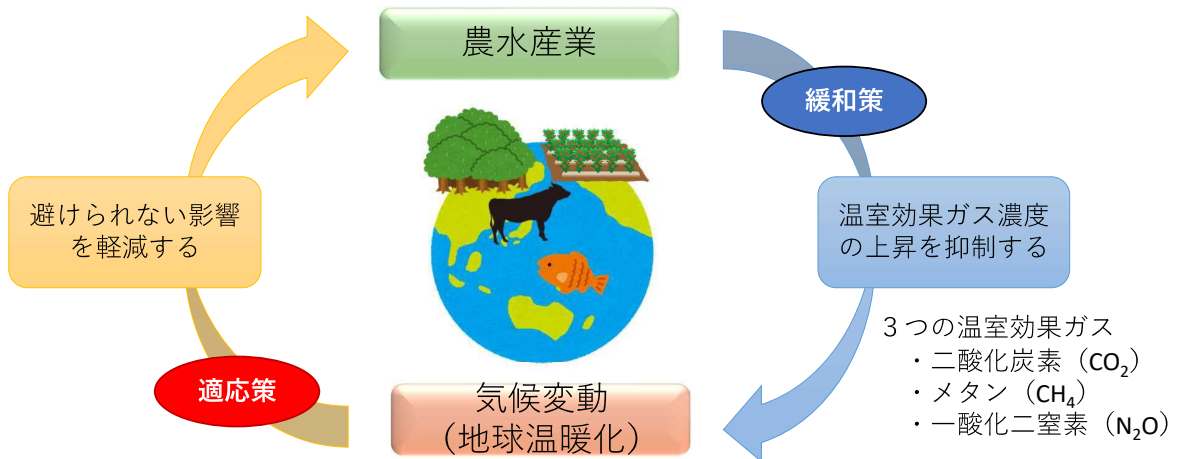 農水産業
緩和策
避けられない影響
を軽減する
温室効果ガス濃度
の上昇を抑制する
３つの温室効果ガス
・二酸化炭素（CO₂）
・メタン（CH₄）
・一酸化二窒素（N₂O）
適応策
気候変動
（地球温暖化）